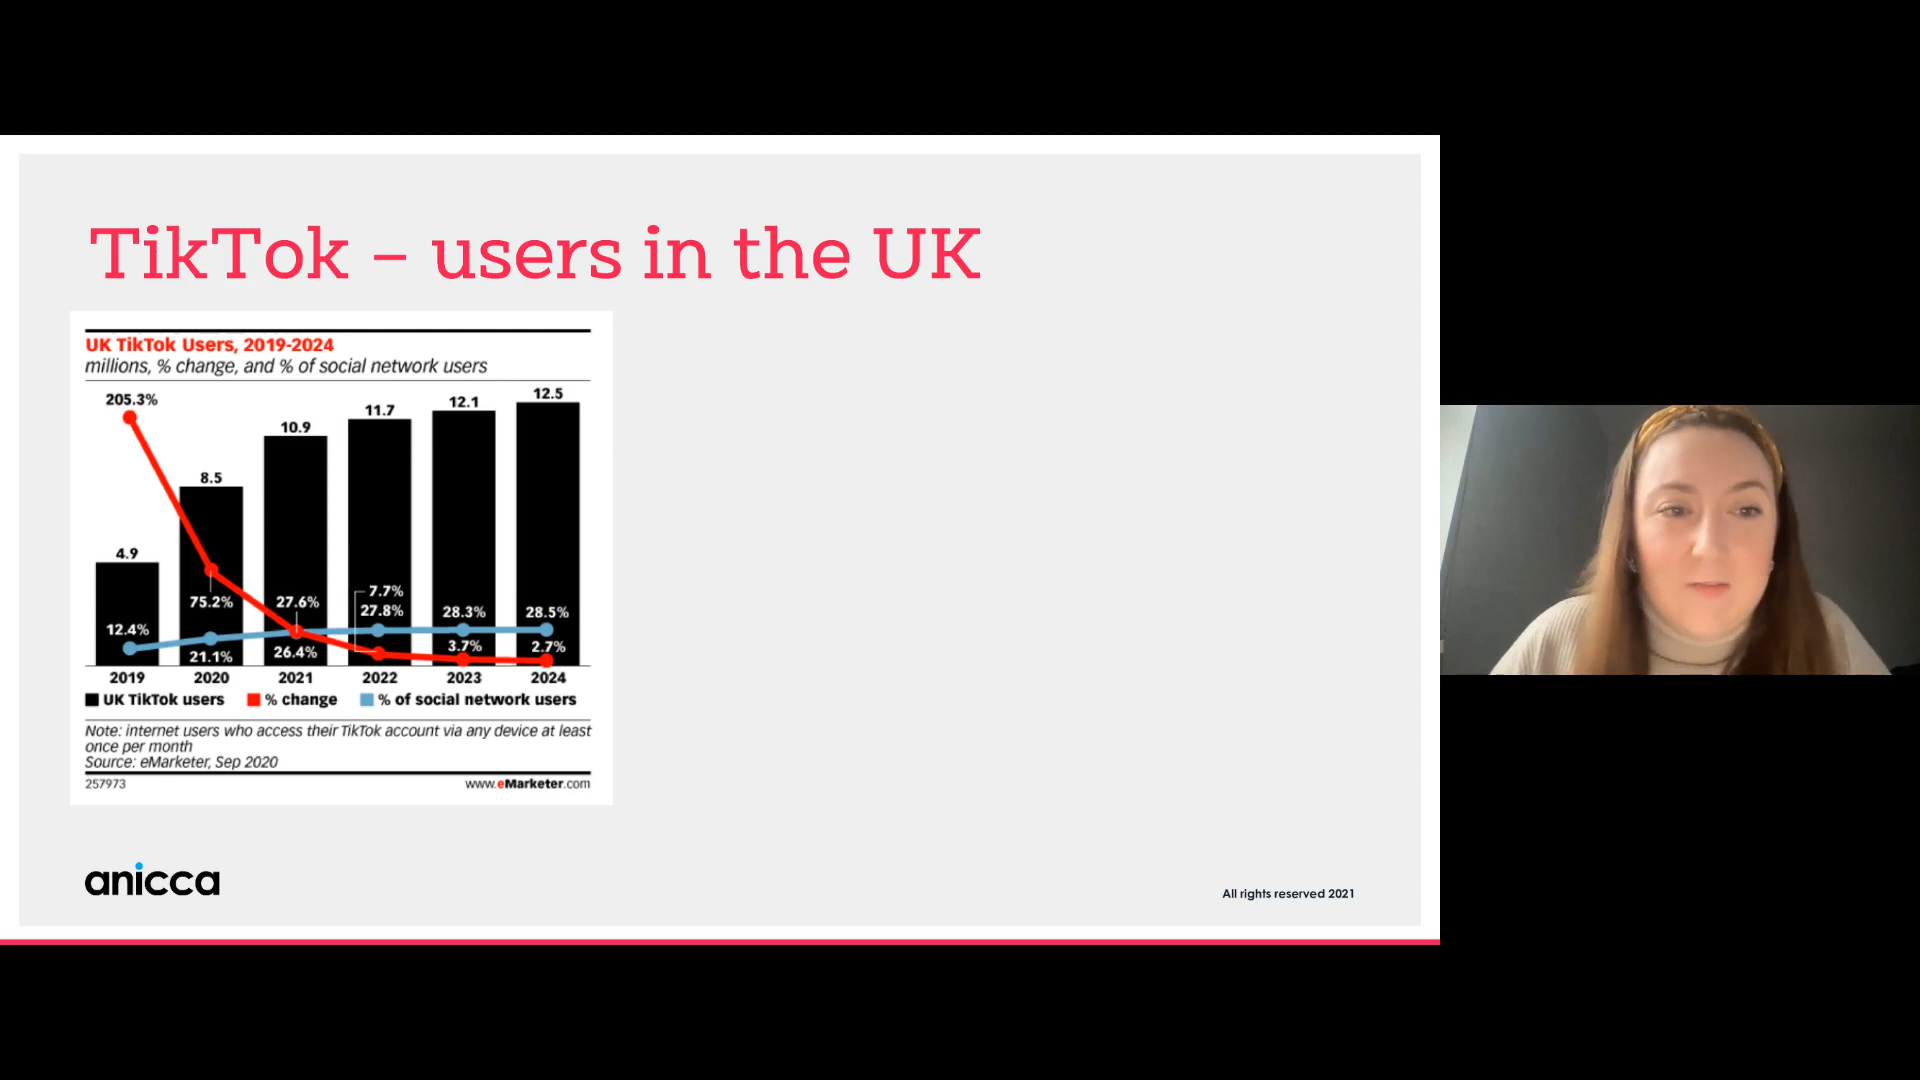 TikTok – users in the UK
UK TikTok Users, 2019-2024
millions, % change, and % of social network users
205.3%
4.9
8.5
10.9
11.7
12.1
12.5
75.2%
27.6%
7.7%
27.8%
28.3%
28.5%
12.4%
21.1%
26.4%
3.7%
2.7%
2019 2020 2021 2022 2023 2024
UK TikTok users % change % of social network users
Note: internet users who access their TikTok account via any device at least
once per month
Source: eMarketer, Sep 2020
257973 www.eMarketer.com
anicca
All rights reserved 2021